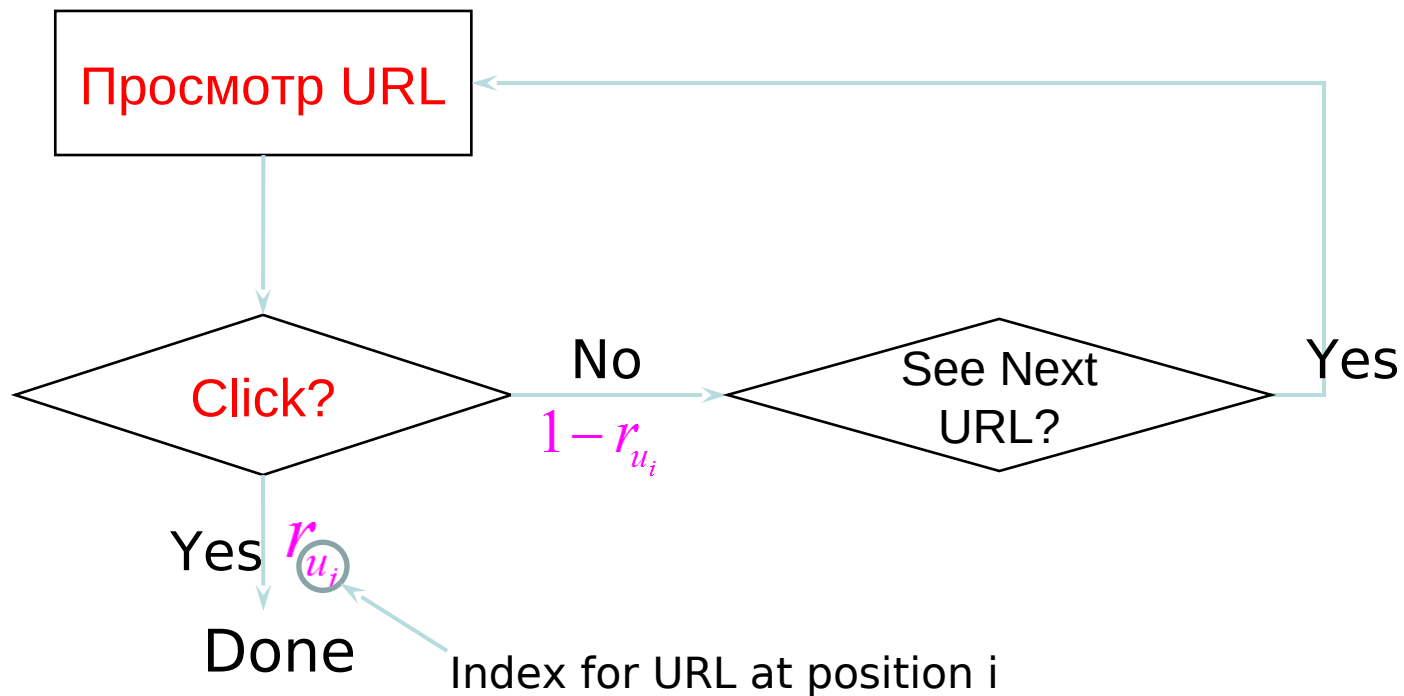 Просмотр URL
Click?
No
1 − r_{u_i}
See Next
URL?
Yes
Yes
r_{u_i}
Done
Index for URL at position i